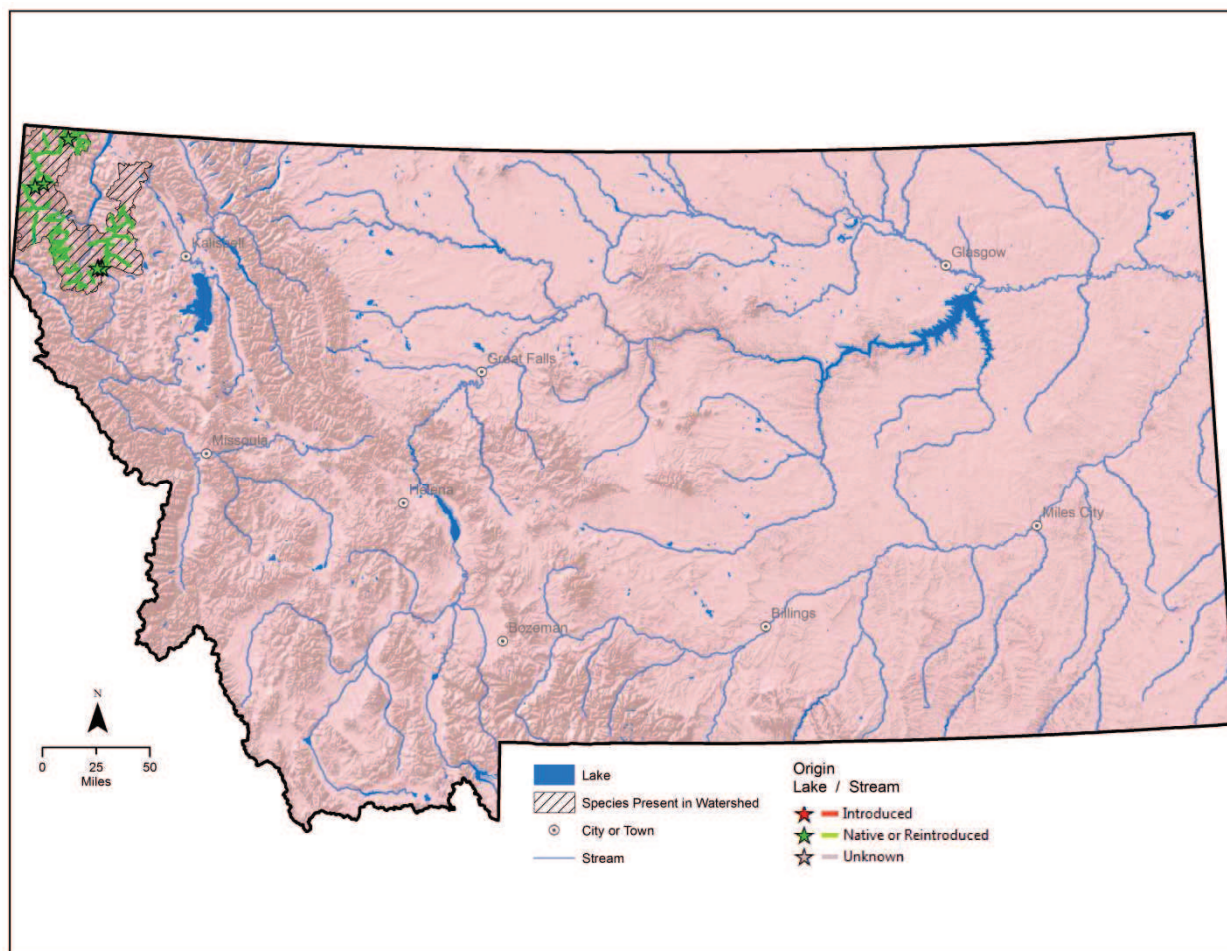 Kalispell
Glasgow
Great Falls
Missoula
Helena
Miles City
Billings
Bozeman
N
0 25 50
Miles
Lake
Species Present in Watershed
City or Town
Stream
Origin
Lake / Stream
Introduced
Native or Reintroduced
Unknown